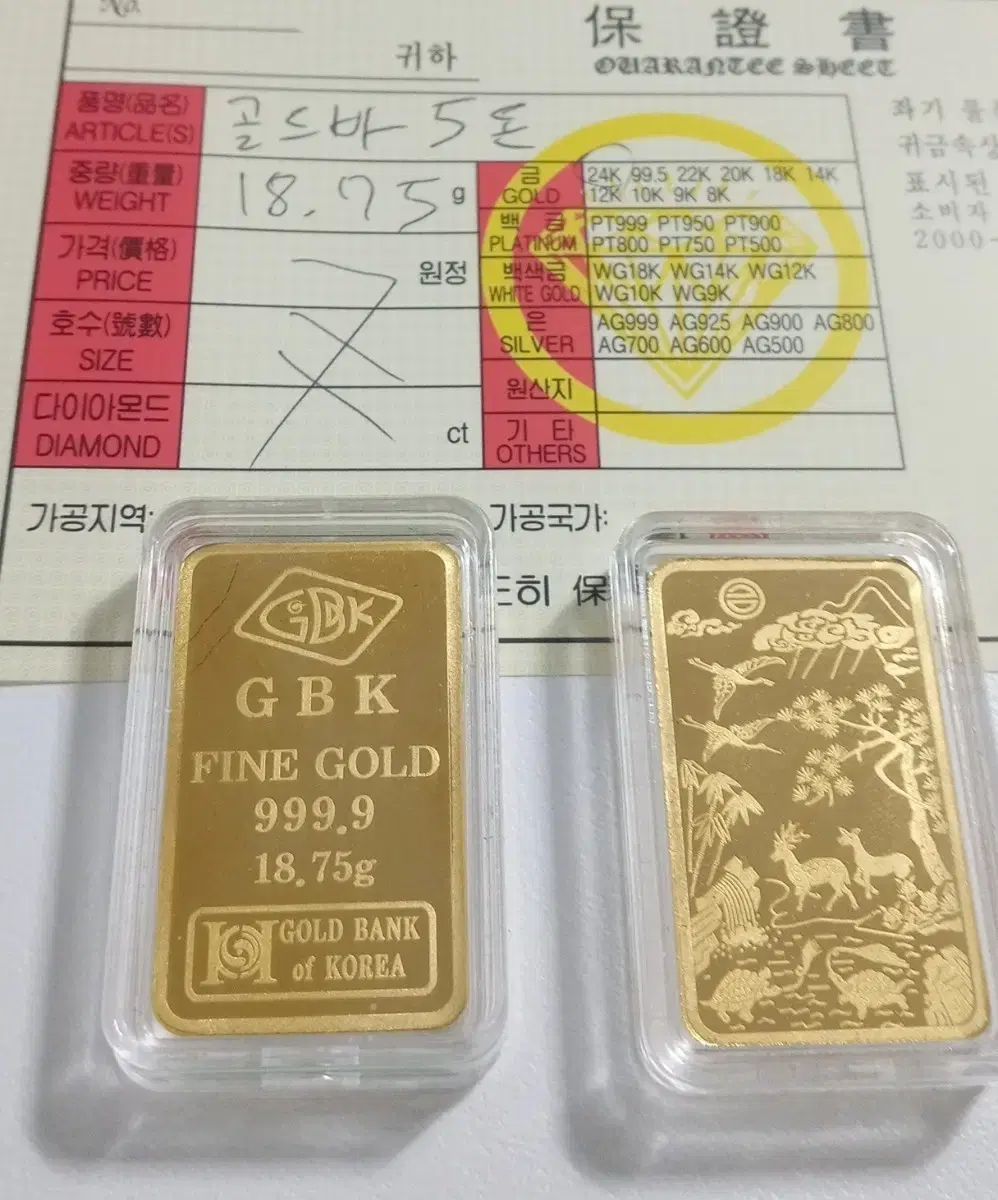 No.
귀하
保證書
GUARANTEE SHEET
품명(品名)
ARTICLE(S)
골드바 5돈
중량(重量)
WEIGHT
18.75 g
가격(價格)
PRICE
원정
호수(號數)
SIZE
다이아몬드
DIAMOND
ct
금
GOLD
24K 99.5 22K 20K 18K 14K
12K 10K 9K 8K
백금
PLATINUM
PT999 PT950 PT900
PT800 PT750 PT500
백색금
WHITE GOLD
WG18K WG14K WG12K
WG10K WG9K
은
SILVER
AG999 AG925 AG900 AG800
AG700 AG600 AG500
원산지
기타
OTHERS
좌기 물
귀금속상
표시된
소비자
2000-
가공지역:
가공국가:
히 保
GBK
GBK
FINE GOLD
999.9
18.75g
GOLD BANK
of KOREA